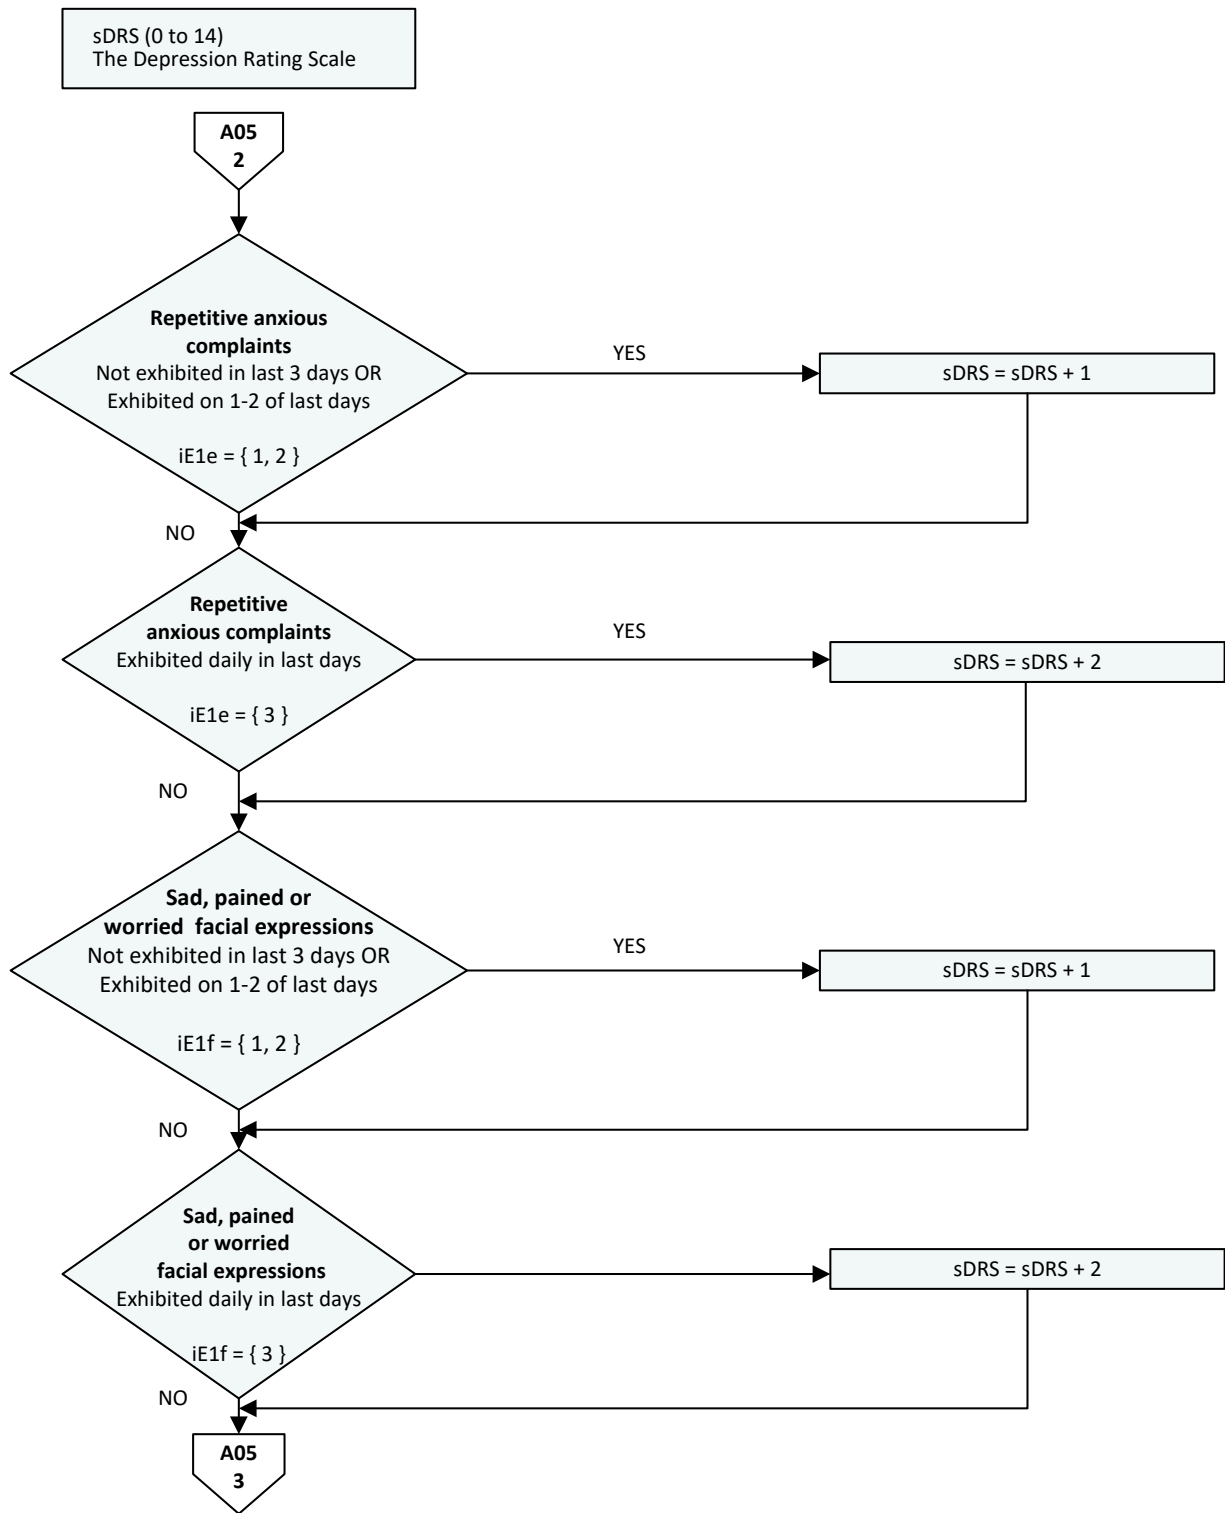 sDRS (0 to 14)
The Depression Rating Scale
A05
2
Repetitive anxious
complaints
Not exhibited in last 3 days OR
Exhibited on 1-2 of last days
iE1e = { 1, 2 }
YES
sDRS = sDRS + 1
NO
Repetitive
anxious complaints
Exhibited daily in last days
iE1e = { 3 }
YES
sDRS = sDRS + 2
NO
Sad, pained or
worried facial expressions
Not exhibited in last 3 days OR
Exhibited on 1-2 of last days
iE1f = { 1, 2 }
YES
sDRS = sDRS + 1
NO
Sad, pained
or worried
facial expressions
Exhibited daily in last days
iE1f = { 3 }
sDRS = sDRS + 2
NO
A05
3